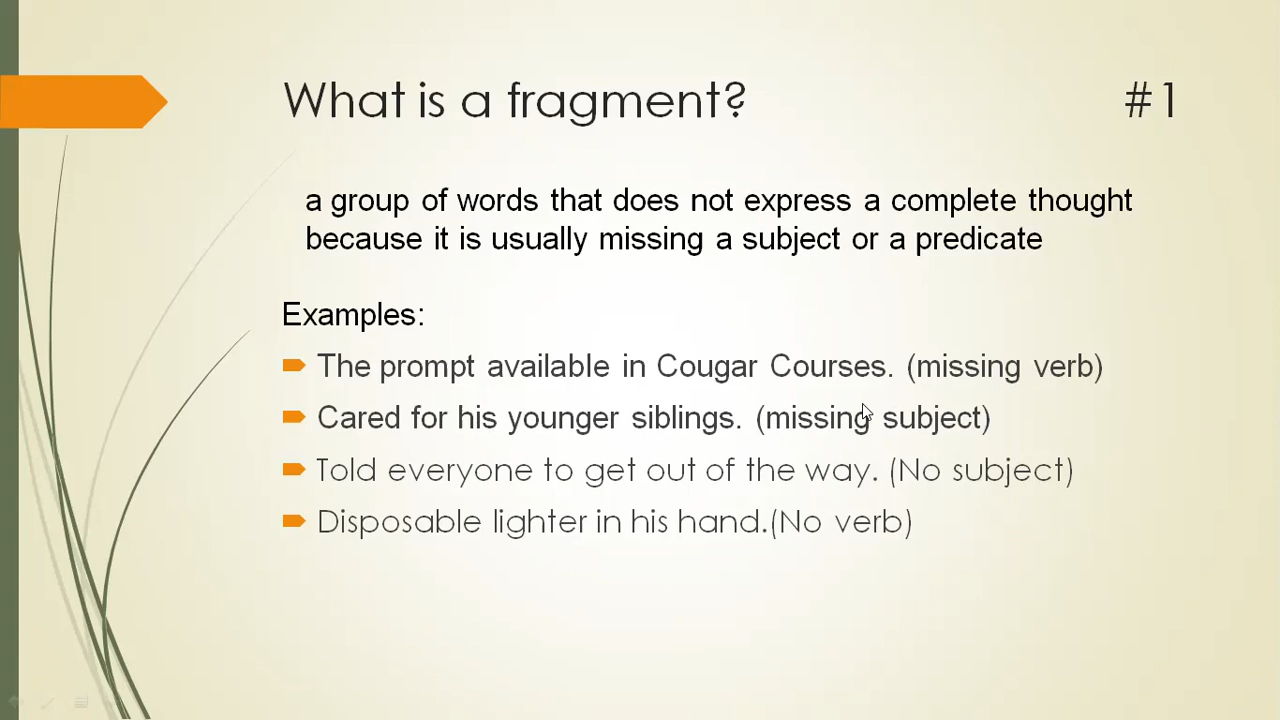 What is a fragment? #1
a group of words that does not express a complete thought
because it is usually missing a subject or a predicate
Examples:
The prompt available in Cougar Courses. (missing verb)
Cared for his younger siblings. (missing subject)
Told everyone to get out of the way. (No subject)
Disposable lighter in his hand.(No verb)